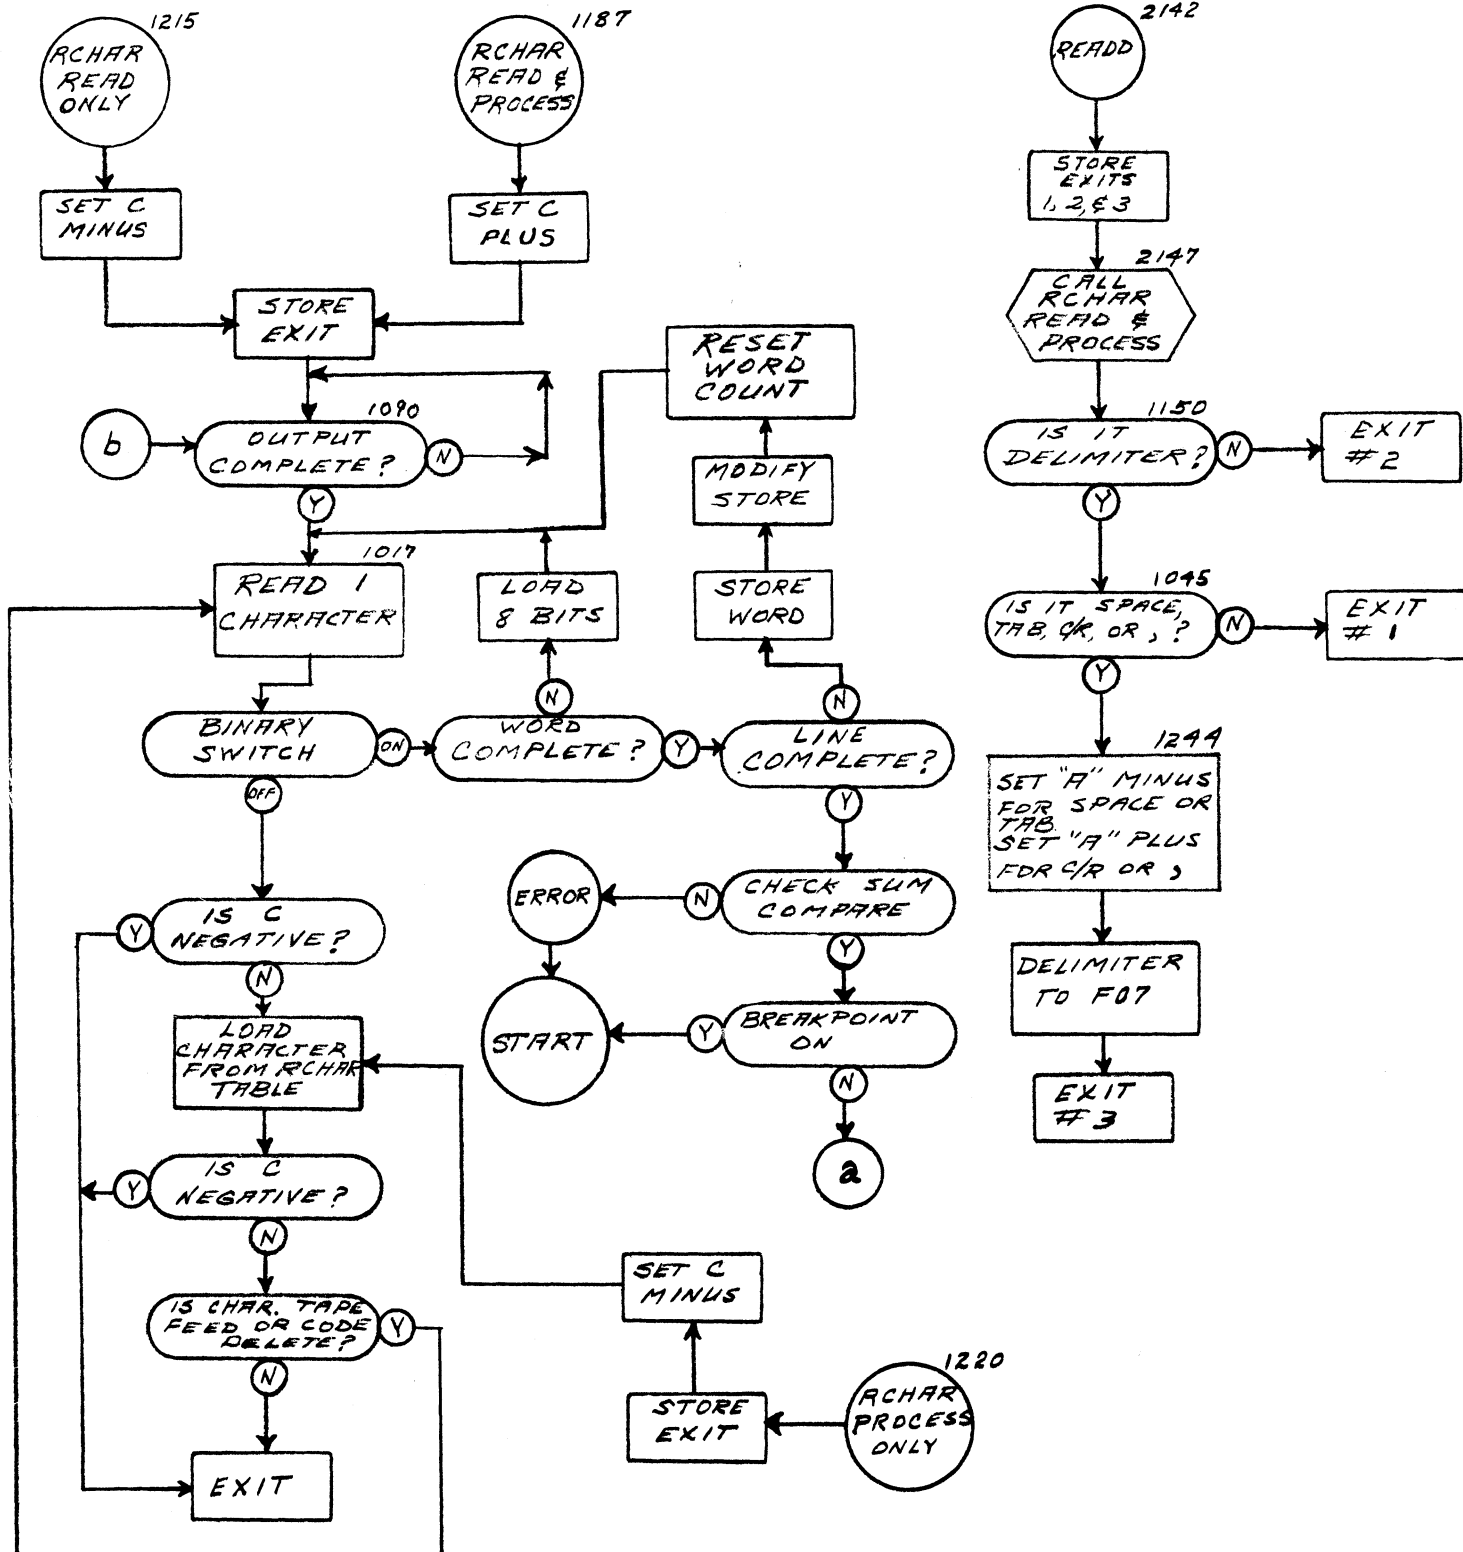 1215
RCHAR
READ
ONLY
SET C
MINUS
1187
RCHAR
READ &
PROCESS
SET C
PLUS
STORE
EXIT
b
1090
OUTPUT
COMPLETE?
N
Y
1017
READ 1
CHARACTER
BINARY
SWITCH
ON
OFF
WORD
COMPLETE?
N
Y
LOAD
8 BITS
LINE
COMPLETE?
N
Y
STORE
WORD
MODIFY
STORE
RESET
WORD
COUNT
CHECK SUM
COMPARE
N
Y
ERROR
START
BREAKPOINT
ON
Y
N
a
IS C
NEGATIVE?
Y
N
LOAD
CHARACTER
FROM RCHAR
TABLE
IS C
NEGATIVE?
Y
N
IS CHAR. TAPE
FEED OR CODE
DELETE?
Y
N
EXIT
SET C
MINUS
STORE
EXIT
1220
RCHAR
PROCESS
ONLY
2142
READD
STORE
EXITS
1, 2, & 3
2147
CALL
RCHAR
READ &
PROCESS
1150
IS IT
DELIMITER?
N
Y
EXIT
# 2
1045
IS IT SPACE,
TAB, C/R, OR , ?
N
Y
EXIT
# 1
1244
SET "A" MINUS
FOR SPACE OR
TAB.
SET "A" PLUS
FOR C/R OR ,
DELIMITER
TO F07
EXIT
# 3